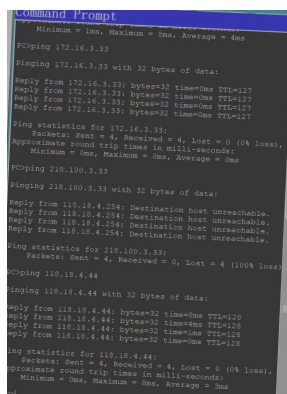 Command Prompt
Approximate round trip times in milli-seconds:
Minimum = 1ms, Maximum = 8ms, Average = 4ms
PC>ping 172.16.3.33
Pinging 172.16.3.33 with 32 bytes of data:
Reply from 172.16.3.33: bytes=32 time=0ms TTL=127
Reply from 172.16.3.33: bytes=32 time=0ms TTL=127
Reply from 172.16.3.33: bytes=32 time=0ms TTL=127
Reply from 172.16.3.33: bytes=32 time=0ms TTL=127
Ping statistics for 172.16.3.33:
Packets: Sent = 4, Received = 4, Lost = 0 (0% loss),
Approximate round trip times in milli-seconds:
Minimum = 0ms, Maximum = 0ms, Average = 0ms
PC>ping 218.100.3.33
Pinging 218.100.3.33 with 32 bytes of data:
Reply from 118.18.4.254: Destination host unreachable.
Reply from 118.18.4.254: Destination host unreachable.
Reply from 118.18.4.254: Destination host unreachable.
Reply from 118.18.4.254: Destination host unreachable.
Ping statistics for 218.100.3.33:
Packets: Sent = 4, Received = 0, Lost = 4 (100% loss)
PC>ping 118.18.4.44
Pinging 118.18.4.44 with 32 bytes of data:
eply from 118.18.4.44: bytes=32 time=8ms TTL=128
eply from 118.18.4.44: bytes=32 time=4ms TTL=128
eply from 118.18.4.44: bytes=32 time=1ms TTL=128
eply from 118.18.4.44: bytes=32 time=0ms TTL=128
ing statistics for 118.18.4.44:
Packets: Sent = 4, Received = 4, Lost = 0 (0% loss),
pproximate round trip times in milli-seconds:
Minimum = 0ms, Maximum = 8ms, Average = 3ms